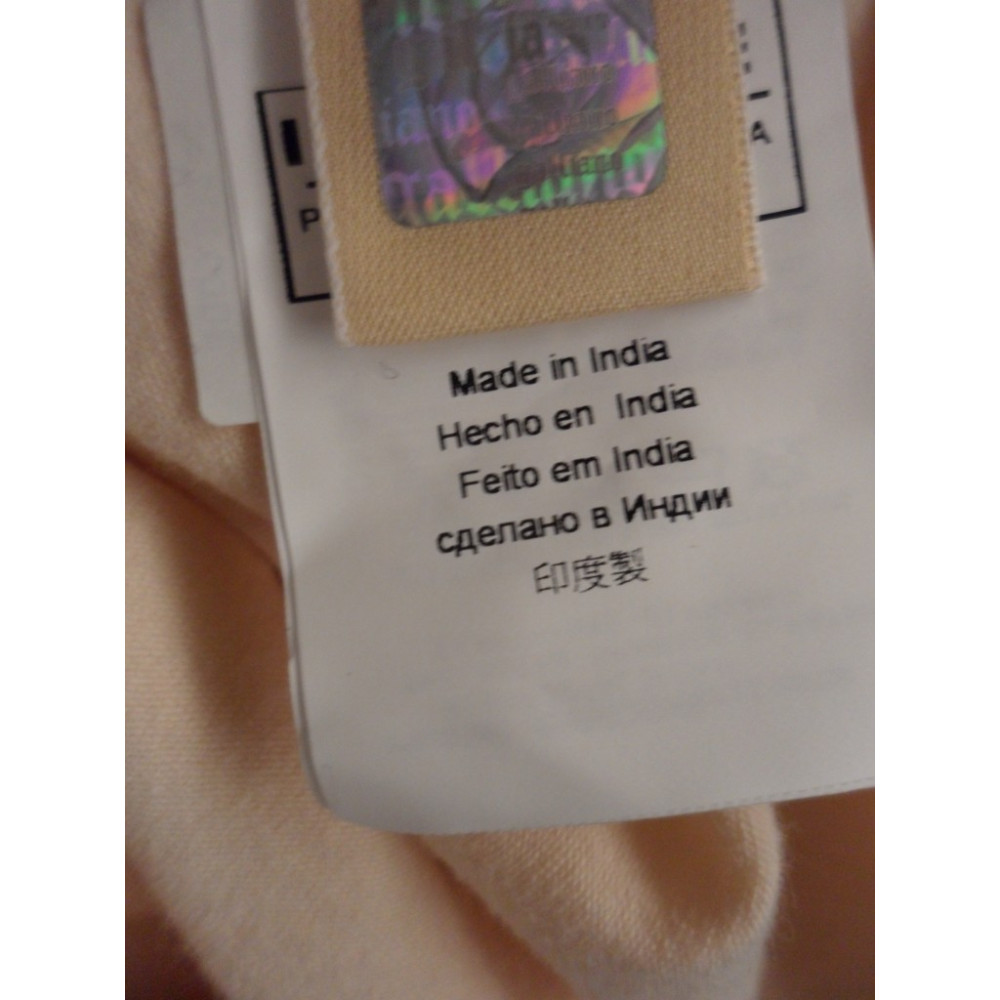 P
A
Made in India
Hecho en India
Feito em India
сделано в Индии
印度製